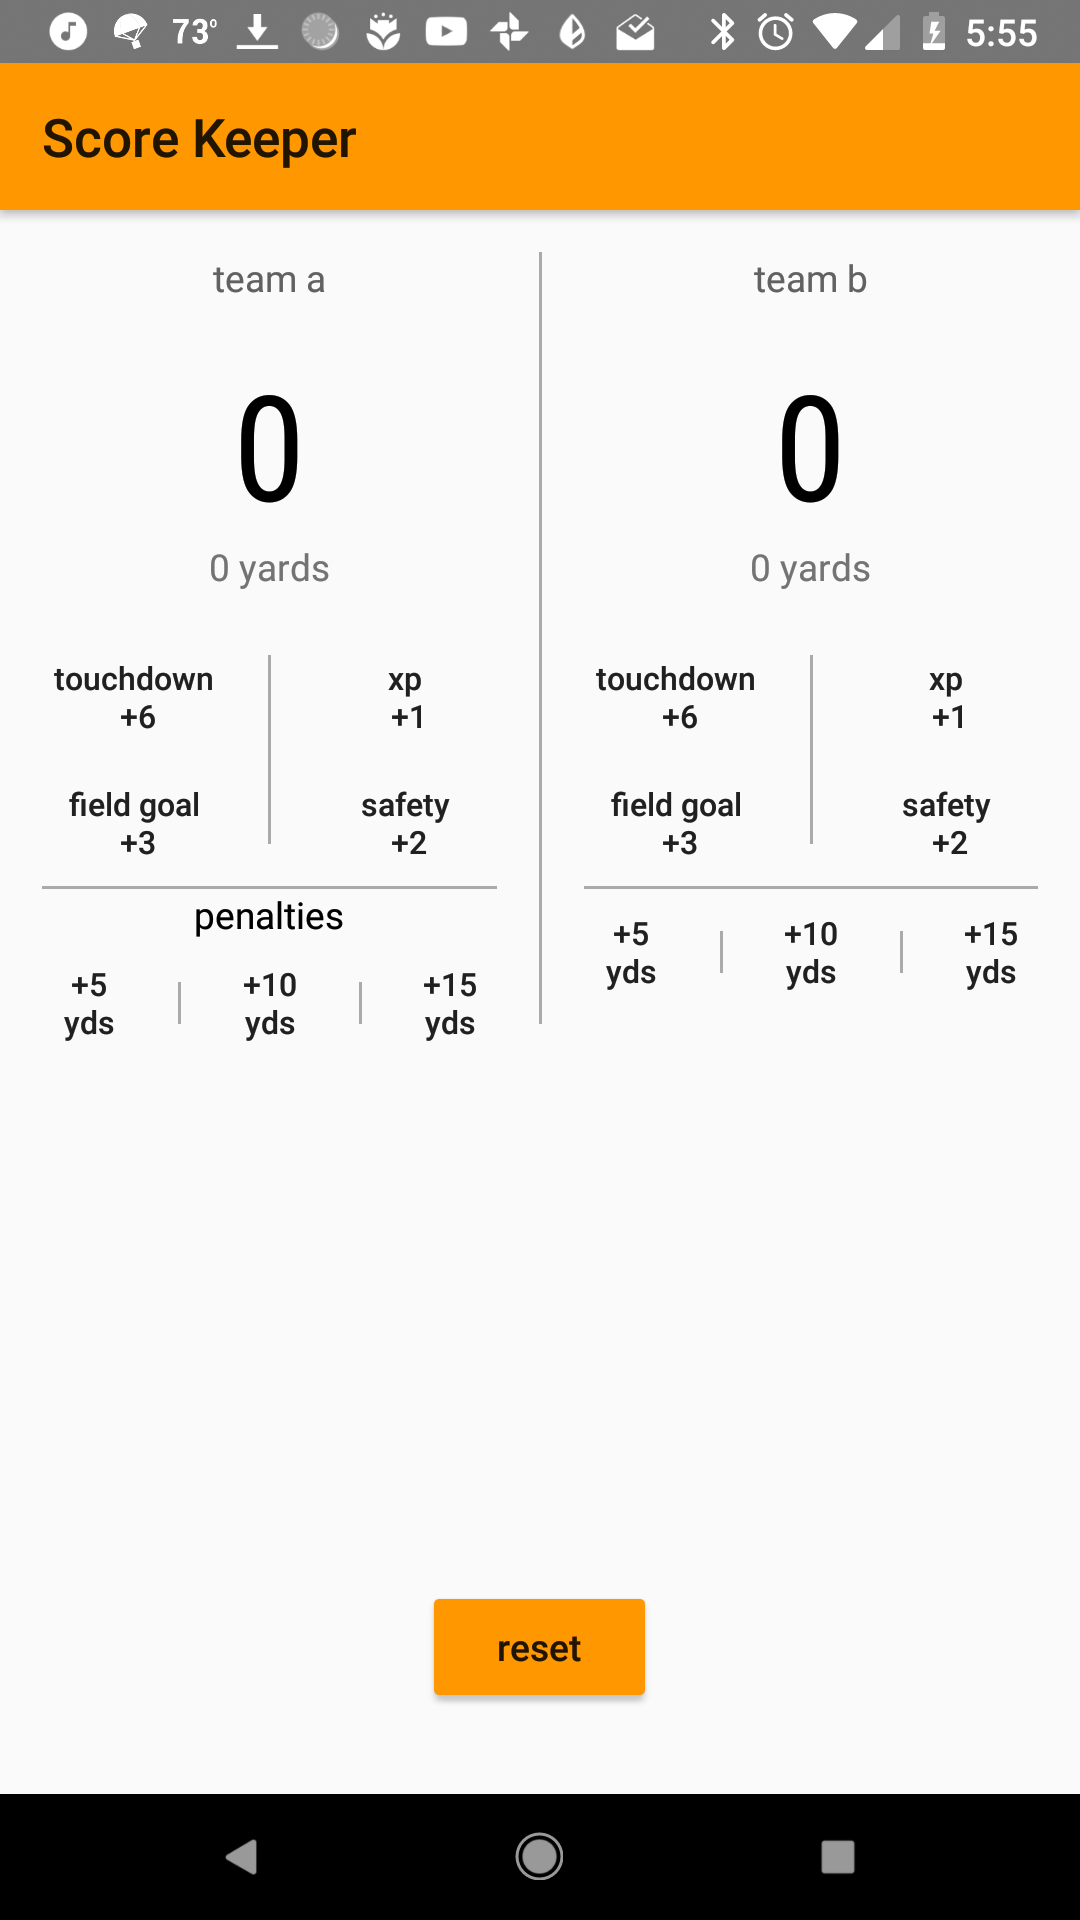 73° 5:55
Score Keeper
team a
team b
0
0
0 yards
0 yards
touchdown
+6
xp
+1
touchdown
+6
xp
+1
field goal
+3
safety
+2
field goal
+3
safety
+2
penalties
+5
yds
+10
yds
+15
yds
+5
yds
+10
yds
+15
yds
reset